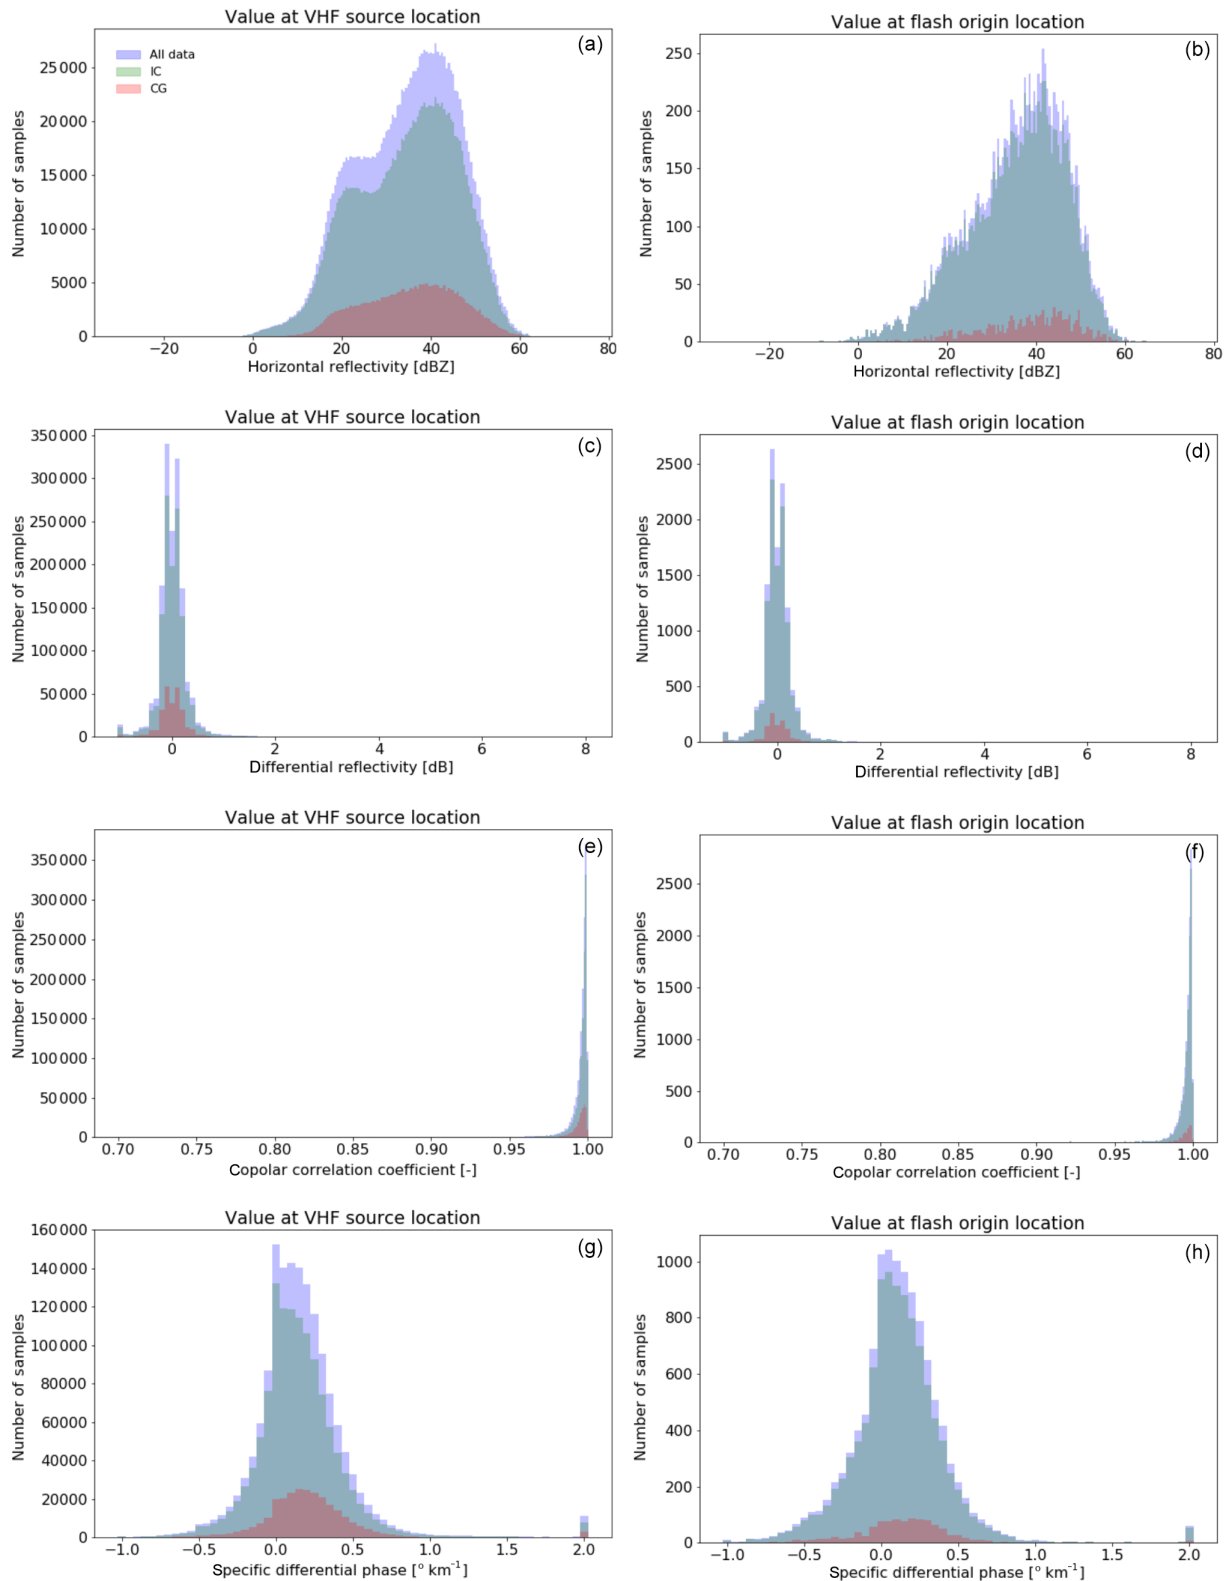 Value at VHF source location
(a)
All data
IC
CG
Number of samples
25 000
20 000
15 000
10 000
5000
0
−20 0 20 40 60 80
Horizontal reflectivity [dBZ]
Value at flash origin location
(b)
Number of samples
250
200
150
100
50
0
−20 0 20 40 60 80
Horizontal reflectivity [dBZ]
Value at VHF source location
(c)
Number of samples
350 000
300 000
250 000
200 000
150 000
100 000
50 000
0
0 2 4 6 8
Differential reflectivity [dB]
Value at flash origin location
(d)
Number of samples
2500
2000
1500
1000
500
0
0 2 4 6 8
Differential reflectivity [dB]
Value at VHF source location
(e)
Number of samples
350 000
300 000
250 000
200 000
150 000
100 000
50 000
0
0.70 0.75 0.80 0.85 0.90 0.95 1.00
Copolar correlation coefficient [-]
Value at flash origin location
(f)
Number of samples
2500
2000
1500
1000
500
0
0.70 0.75 0.80 0.85 0.90 0.95 1.00
Copolar correlation coefficient [-]
Value at VHF source location
(g)
Number of samples
160 000
140 000
120 000
100 000
80 000
60 000
40 000
20 000
0
−1.0 −0.5 0.0 0.5 1.0 1.5 2.0
Specific differential phase [° km⁻¹]
Value at flash origin location
(h)
Number of samples
1000
800
600
400
200
0
−1.0 −0.5 0.0 0.5 1.0 1.5 2.0
Specific differential phase [° km⁻¹]